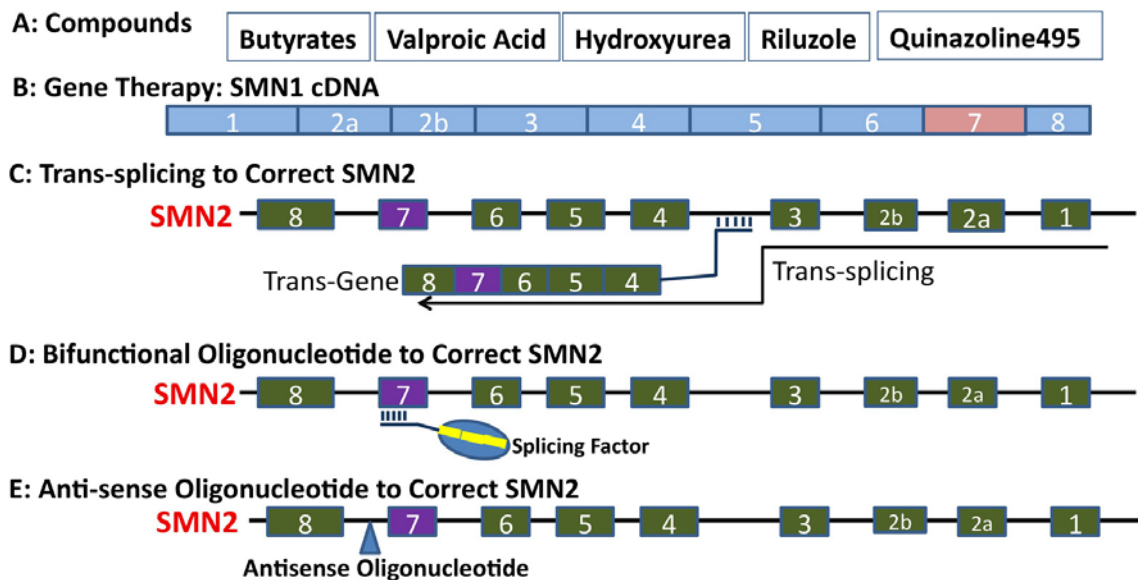 A: Compounds
Butyrates Valproic Acid Hydroxyurea Riluzole Quinazoline495
B: Gene Therapy: SMN1 cDNA
1 2a 2b 3 4 5 6 7 8
C: Trans-splicing to Correct SMN2
SMN2 8 7 6 5 4 3 2b 2a 1
Trans-Gene 8 7 6 5 4 Trans-splicing
D: Bifunctional Oligonucleotide to Correct SMN2
SMN2 8 7 6 5 4 3 2b 2a 1
Splicing Factor
E: Anti-sense Oligonucleotide to Correct SMN2
SMN2 8 7 6 5 4 3 2b 2a 1
Antisense Oligonucleotide